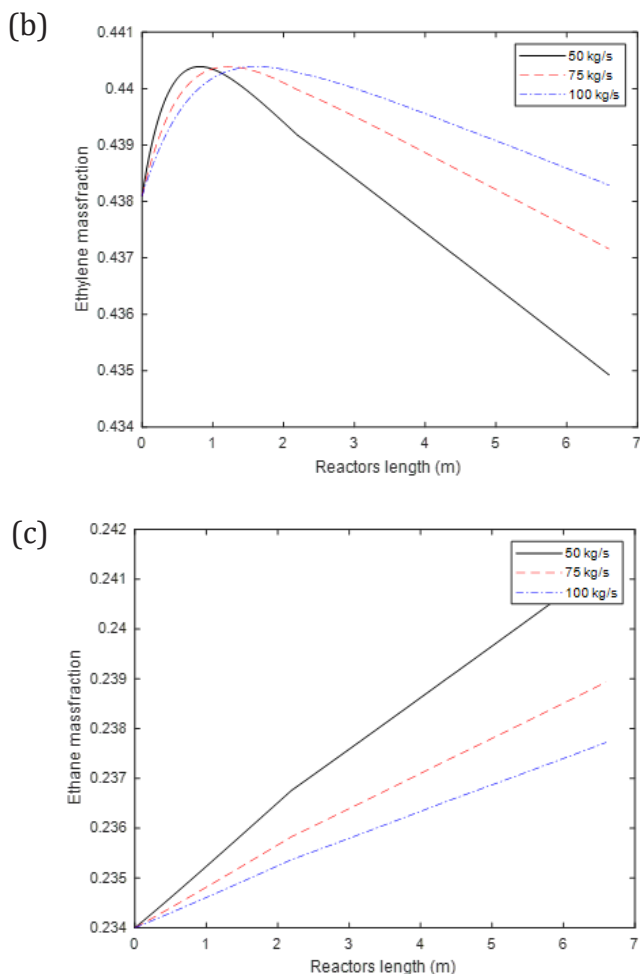 (b)
0.441
0.44
0.439
0.438
0.437
0.436
0.435
0.434
Ethylene massfraction
50 kg/s
75 kg/s
100 kg/s
0 1 2 3 4 5 6 7
Reactors length (m)
(c)
0.242
0.241
0.24
0.239
0.238
0.237
0.236
0.235
0.234
Ethane massfraction
50 kg/s
75 kg/s
100 kg/s
0 1 2 3 4 5 6 7
Reactors length (m)